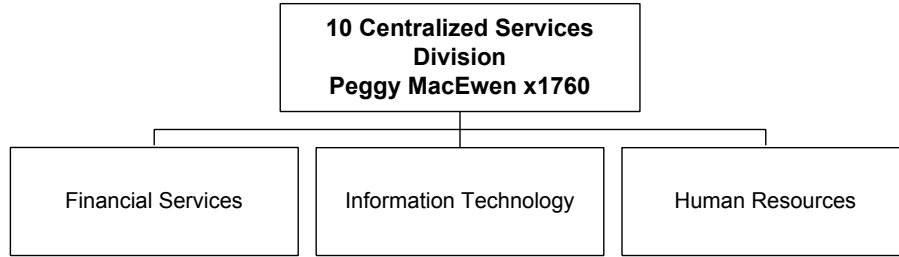 10 Centralized Services
Division
Peggy MacEwen x1760
Financial Services
Information Technology
Human Resources